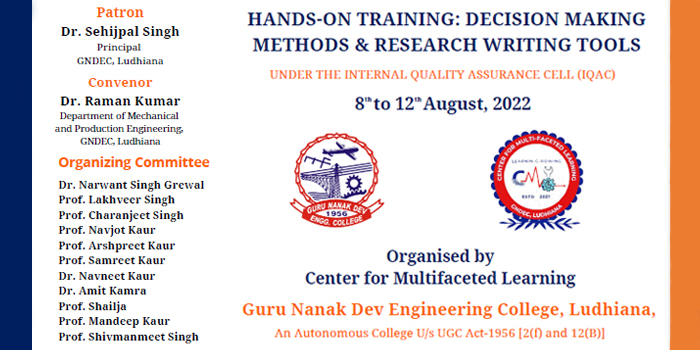 Patron
Dr. Sehijpal Singh
Principal
GNDEC, Ludhiana
Convenor
Dr. Raman Kumar
Department of Mechanical
and Production Engineering,
GNDEC, Ludhiana
Organizing Committee
Dr. Narwant Singh Grewal
Prof. Lakhveer Singh
Prof. Charanjeet Singh
Prof. Navjot Kaur
Prof. Arshpreet Kaur
Prof. Samreet Kaur
Dr. Navneet Kaur
Dr. Amit Kamra
Prof. Shailja
Prof. Mandeep Kaur
Prof. Shivmanmeet Singh
HANDS-ON TRAINING: DECISION MAKING
METHODS & RESEARCH WRITING TOOLS
UNDER THE INTERNAL QUALITY ASSURANCE CELL (IQAC)
8th to 12th August, 2022
GURU NANAK DEV
1956
ENGG. COLLEGE
CENTER FOR MULTI-FACETED LEARNING
CM
ESTD 2021
GNDEC, LUDHIANA
Organised by
Center for Multifaceted Learning
Guru Nanak Dev Engineering College, Ludhiana,
An Autonomous College U/s UGC Act-1956 [2(f) and 12(B)]